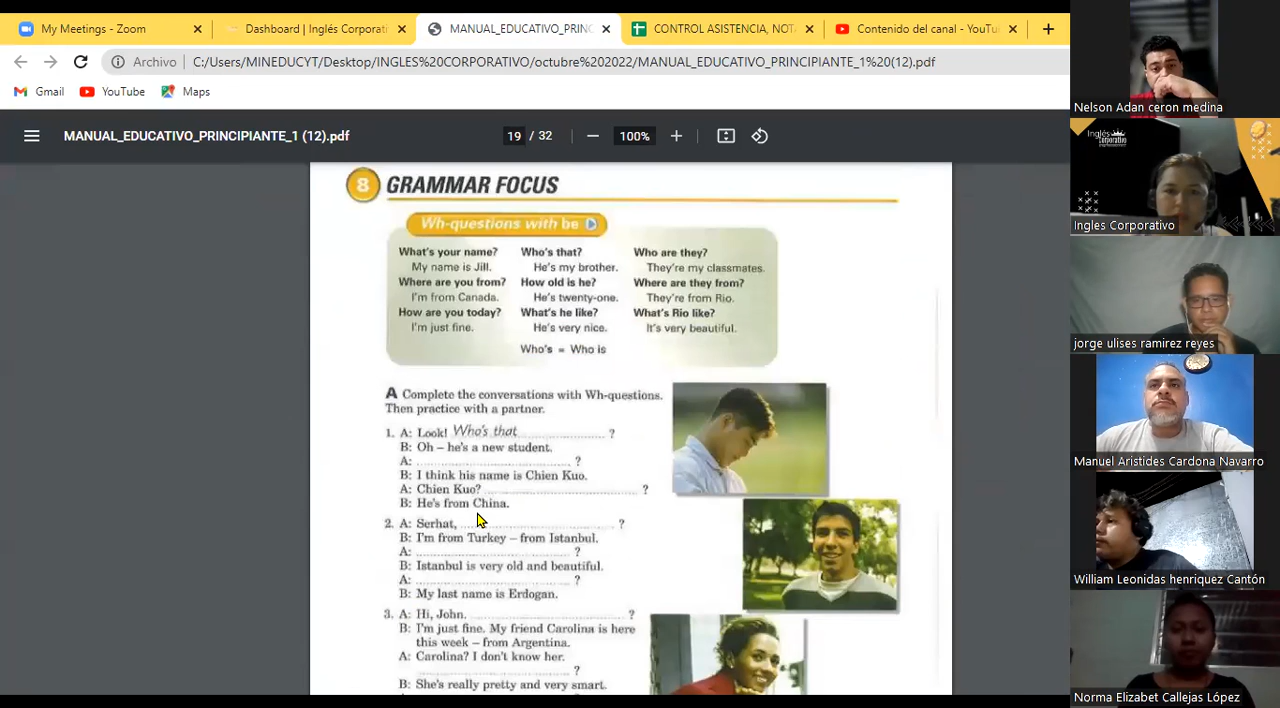 My Meetings - Zoom
Dashboard | Inglés Corporati
MANUAL_EDUCATIVO_PRINC
CONTROL ASISTENCIA, NOT
Contenido del canal - YouTu
Archivo C:/Users/MINEDUCYT/Desktop/INGLES%20CORPORATIVO/octubre%202022/MANUAL_EDUCATIVO_PRINCIPIANTE_1%20(12).pdf
Gmail YouTube Maps
MANUAL_EDUCATIVO_PRINCIPIANTE_1 (12).pdf 19 / 32 100%
8 GRAMMAR FOCUS
Wh-questions with be
What's your name?
My name is Jill.
Where are you from?
I'm from Canada.
How are you today?
I'm just fine.
Who's that?
He's my brother.
How old is he?
He's twenty-one.
What's he like?
He's very nice.
Who's = Who is
Who are they?
They're my classmates.
Where are they from?
They're from Rio.
What's Rio like?
It's very beautiful.
A Complete the conversations with Wh-questions.
Then practice with a partner.
1. A: Look! Who's that ?
B: Oh – he's a new student.
A: ?
B: I think his name is Chien Kuo.
A: Chien Kuo? ?
B: He's from China.
2. A: Serhat, ?
B: I'm from Turkey – from Istanbul.
A: ?
B: Istanbul is very old and beautiful.
A: ?
B: My last name is Erdogan.
3. A: Hi, John. ?
B: I'm just fine. My friend Carolina is here
this week – from Argentina.
A: Carolina? I don't know her.
?
B: She's really pretty and very smart.
Nelson Adan ceron medina
Inglés
Corporativo
Ingles Corporativo
jorge ulises ramirez reyes
Manuel Aristides Cardona Navarro
William Leonidas henriquez Cantón
Norma Elizabet Callejas López